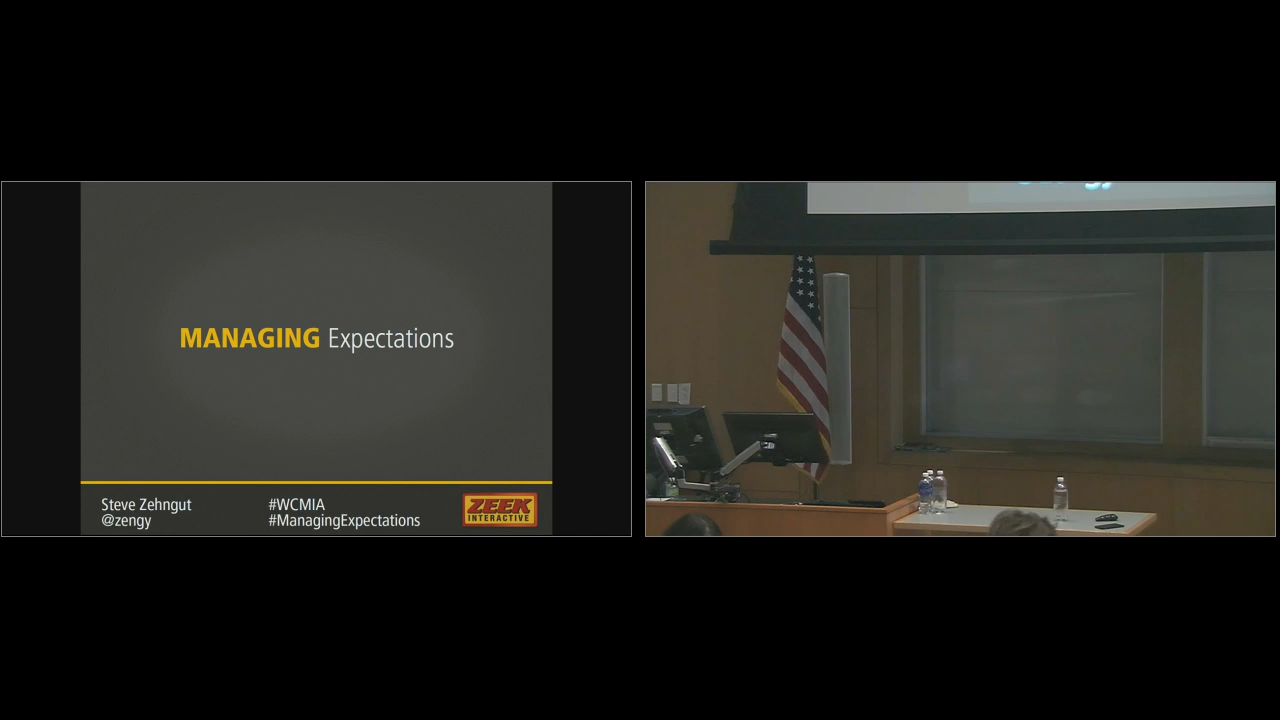 MANAGING Expectations
Steve Zehngut
@zengy
#WCMIA
#ManagingExpectations
ZEEK
INTERACTIVE